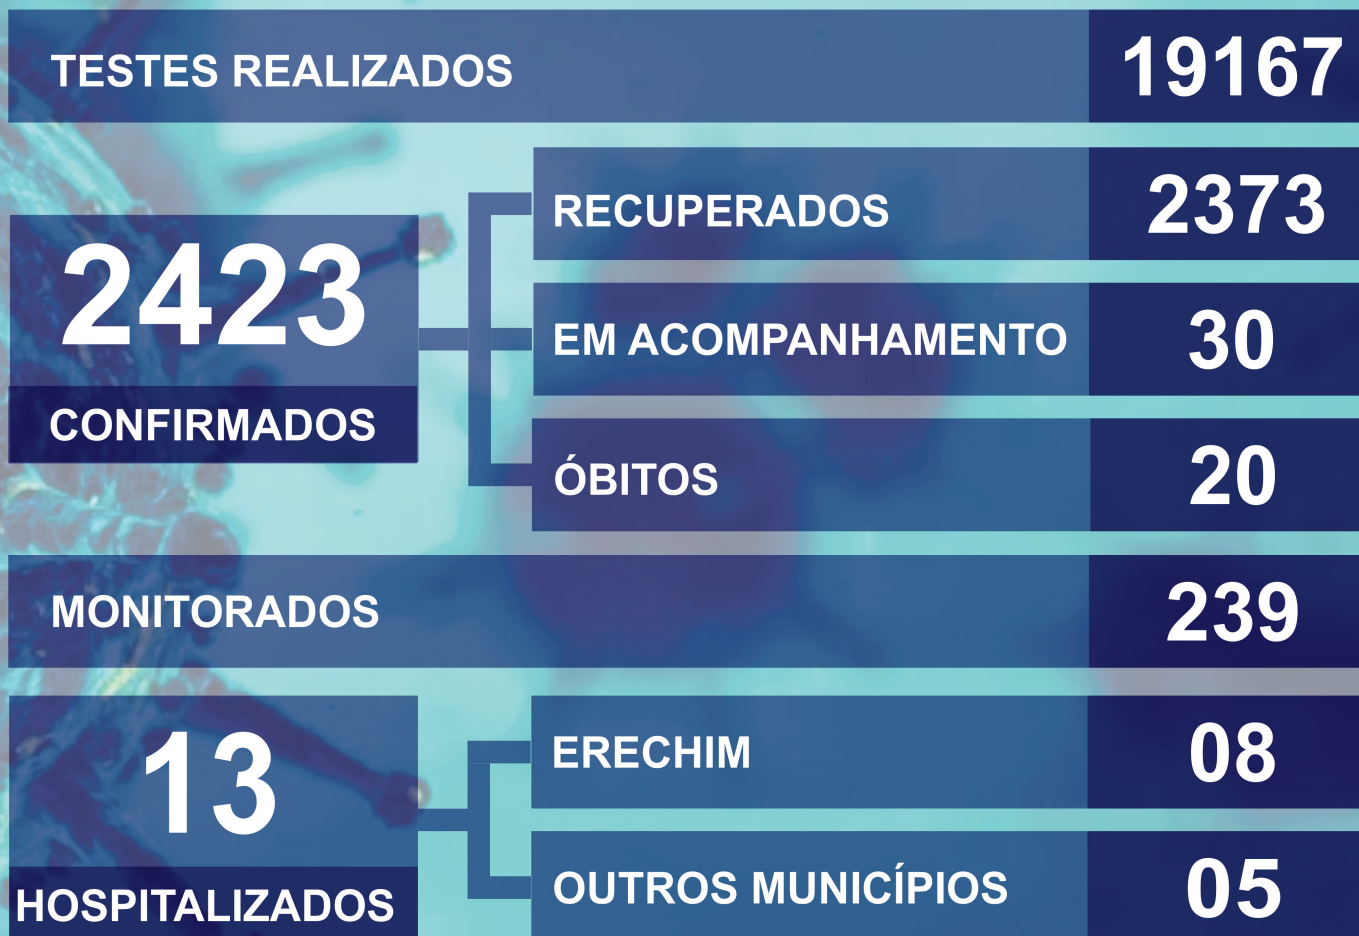 TESTES REALIZADOS 19167
2423
CONFIRMADOS
RECUPERADOS 2373
EM ACOMPANHAMENTO 30
ÓBITOS 20
MONITORADOS 239
13
HOSPITALIZADOS
ERECHIM 08
OUTROS MUNICÍPIOS 05